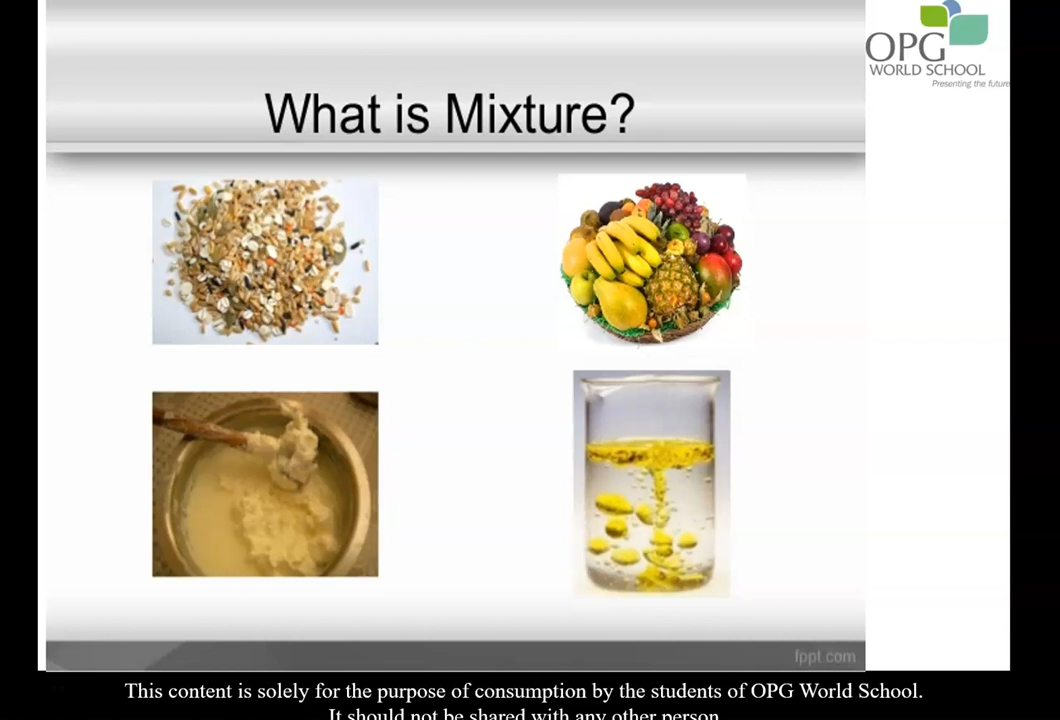 OPG
WORLD SCHOOL
Presenting the future
What is Mixture?
fppt.com
This content is solely for the purpose of consumption by the students of OPG World School.
It should not be shared with any other person